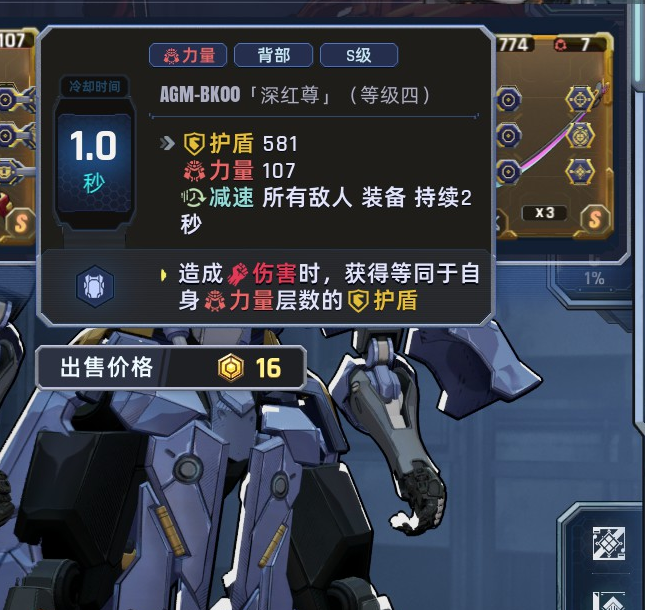 107
力量 背部 S级
774 7
冷却时间
AGM-BK00「深红尊」（等级四）
1.0
秒
护盾 581
力量 107
减速 所有敌人 装备 持续2
秒
X3 S
S
造成伤害时，获得等同于自
身力量层数的护盾
1%
出售价格 16